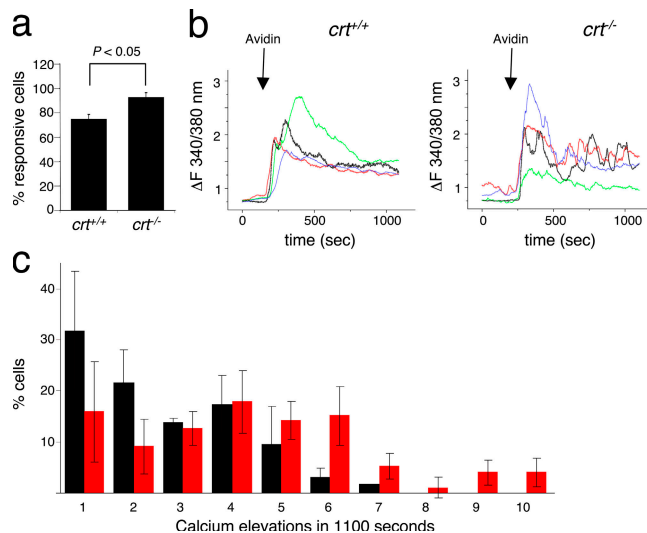 a
P < 0.05
% responsive cells
120
100
80
60
40
20
0
crt+/+
crt-/-
b
crt+/+
Avidin
ΔF 340/380 nm
3
2
1
0
500
1000
time (sec)
crt-/-
Avidin
ΔF 340/380 nm
3
2
1
0
500
1000
time (sec)
c
% cells
40
30
20
10
1 2 3 4 5 6 7 8 9 10
Calcium elevations in 1100 seconds